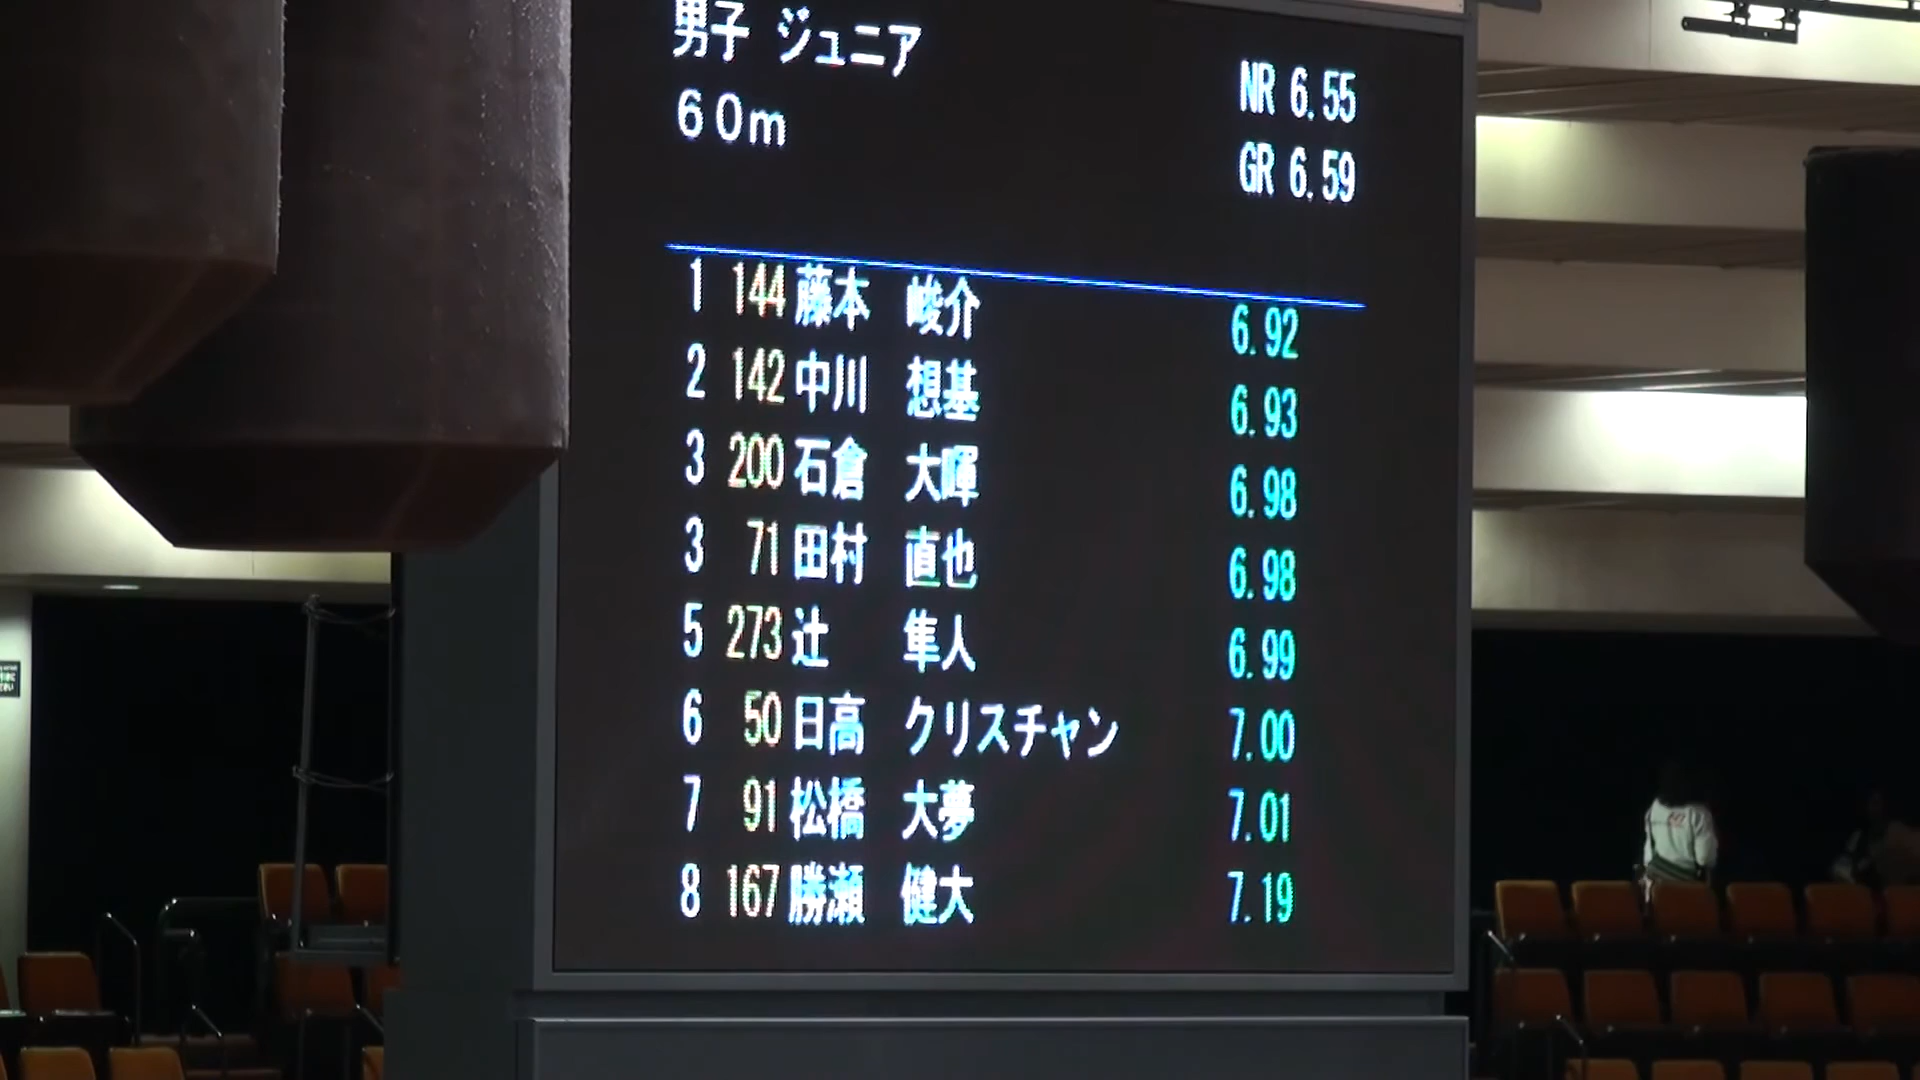 男子 ジュニア
60m
NR 6.55
GR 6.59
1 144 藤本 峻介 6.92
2 142 中川 想基 6.93
3 200 石倉 大暉 6.98
3 71 田村 直也 6.98
5 273 辻 隼人 6.99
6 50 日高 クリスチャン 7.00
7 91 松橋 大夢 7.01
8 167 勝瀬 健大 7.19